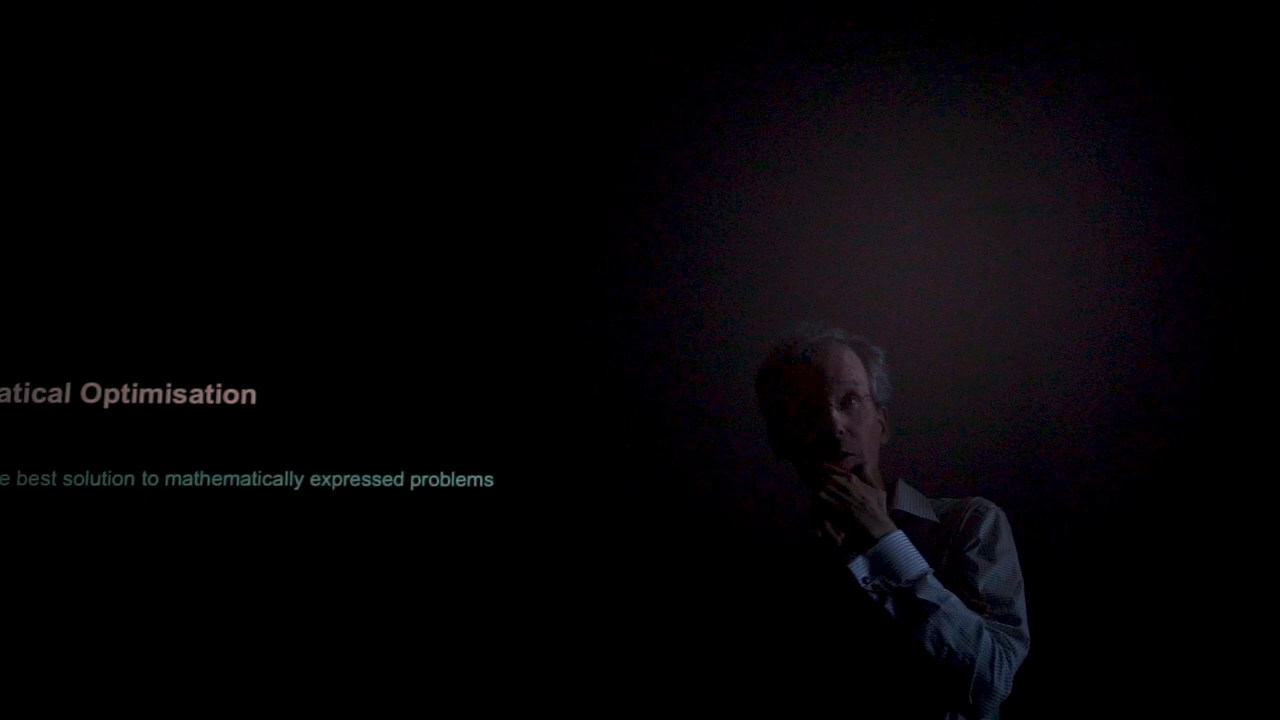 atical Optimisation
e best solution to mathematically expressed problems